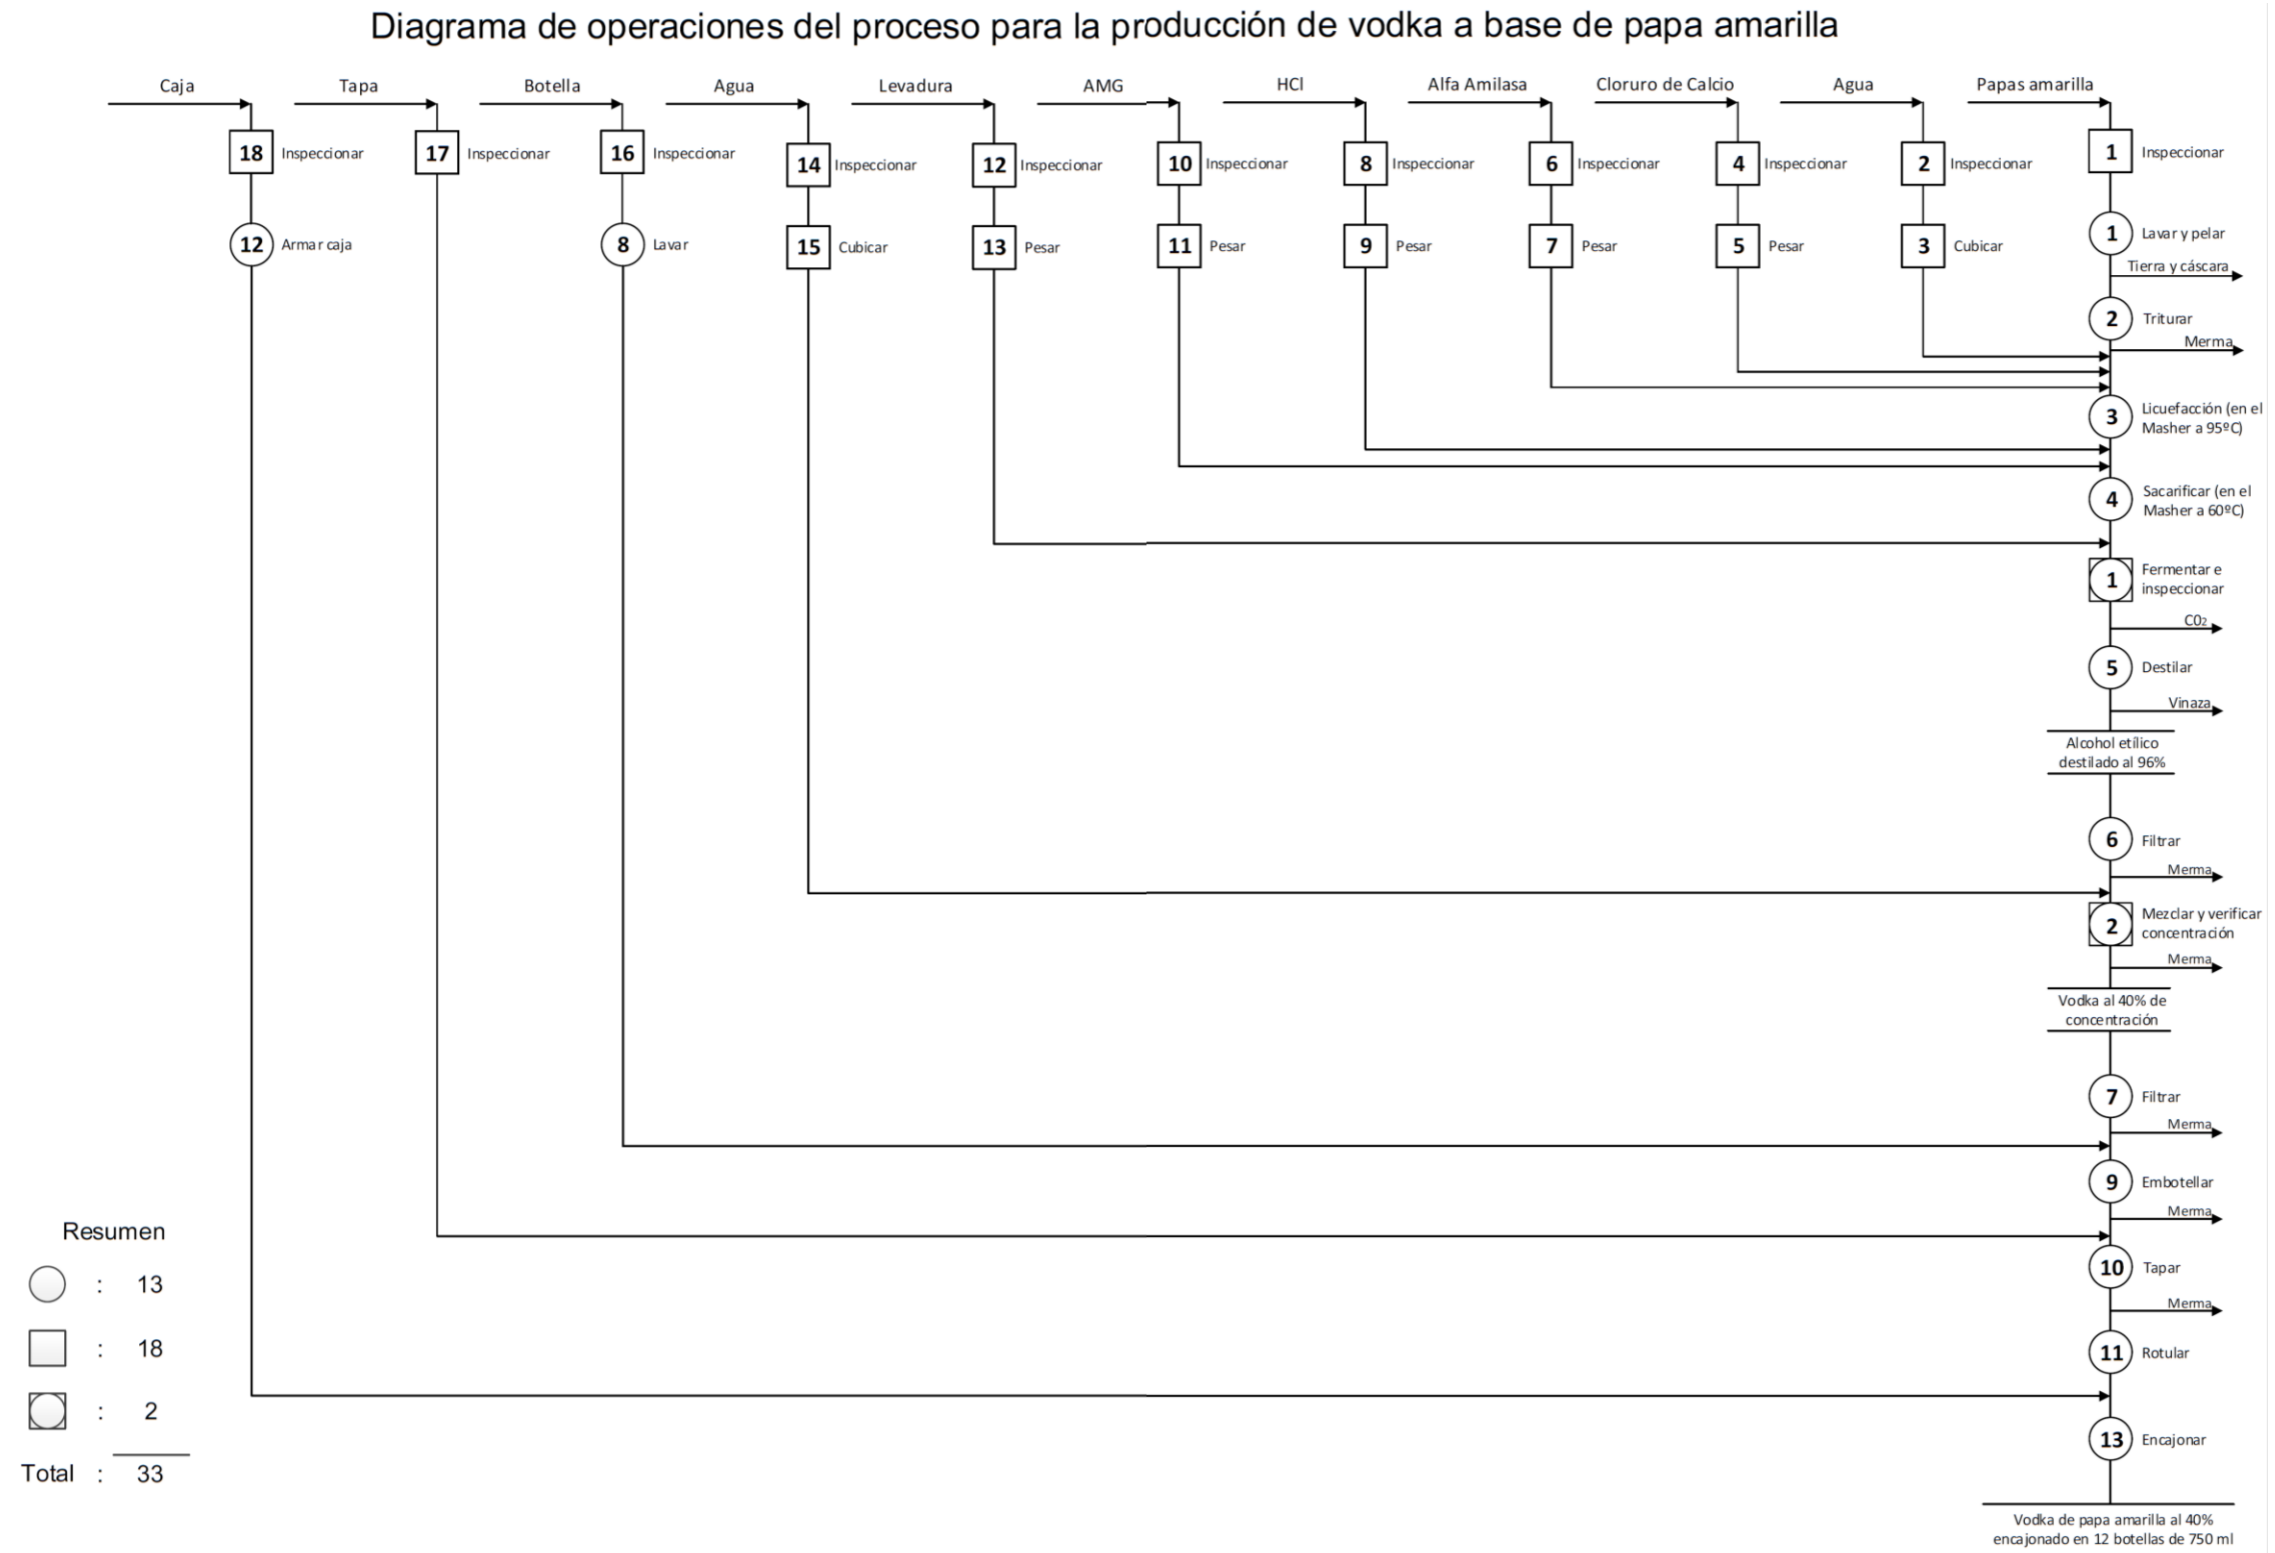 Diagrama de operaciones del proceso para la producción de vodka a base de papa amarilla
Caja
Tapa
Botella
Agua
Levadura
AMG
HCl
Alfa Amilasa
Cloruro de Calcio
Agua
Papas amarilla
18 Inspeccionar
17 Inspeccionar
16 Inspeccionar
14 Inspeccionar
12 Inspeccionar
10 Inspeccionar
8 Inspeccionar
6 Inspeccionar
4 Inspeccionar
2 Inspeccionar
1 Inspeccionar
12 Armar caja
8 Lavar
15 Cubicar
13 Pesar
11 Pesar
9 Pesar
7 Pesar
5 Pesar
3 Cubicar
1 Lavar y pelar
Tierra y cáscara
2 Triturar
Merma
3 Licuefacción (en el
Masher a 95ºC)
4 Sacarificar (en el
Masher a 60ºC)
1 Fermentar e
inspeccionar
C02
5 Destilar
Vinaza
Alcohol etílico
destilado al 96%
6 Filtrar
Merma
2 Mezclar y verificar
concentración
Merma
Vodka al 40% de
concentración
7 Filtrar
Merma
9 Embotellar
Merma
10 Tapar
Merma
11 Rotular
13 Encajonar
Vodka de papa amarilla al 40%
encajonado en 12 botellas de 750 ml
Resumen
: 13
: 18
: 2
Total : 33